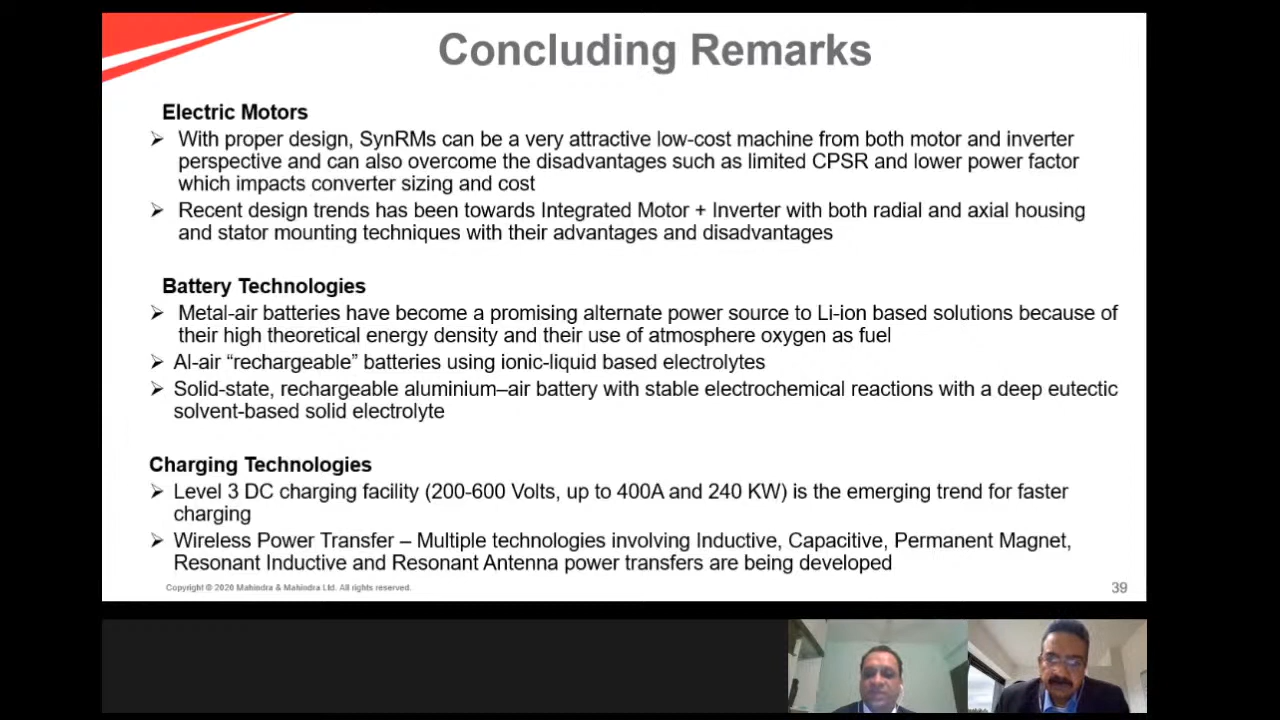 Concluding Remarks
Electric Motors
➢ With proper design, SynRMs can be a very attractive low-cost machine from both motor and inverter
perspective and can also overcome the disadvantages such as limited CPSR and lower power factor
which impacts converter sizing and cost
➢ Recent design trends has been towards Integrated Motor + Inverter with both radial and axial housing
and stator mounting techniques with their advantages and disadvantages
Battery Technologies
➢ Metal-air batteries have become a promising alternate power source to Li-ion based solutions because of
their high theoretical energy density and their use of atmosphere oxygen as fuel
➢ Al-air “rechargeable” batteries using ionic-liquid based electrolytes
➢ Solid-state, rechargeable aluminium–air battery with stable electrochemical reactions with a deep eutectic
solvent-based solid electrolyte
Charging Technologies
➢ Level 3 DC charging facility (200-600 Volts, up to 400A and 240 KW) is the emerging trend for faster
charging
➢ Wireless Power Transfer – Multiple technologies involving Inductive, Capacitive, Permanent Magnet,
Resonant Inductive and Resonant Antenna power transfers are being developed
Copyright © 2020 Mahindra & Mahindra Ltd. All rights reserved.
39